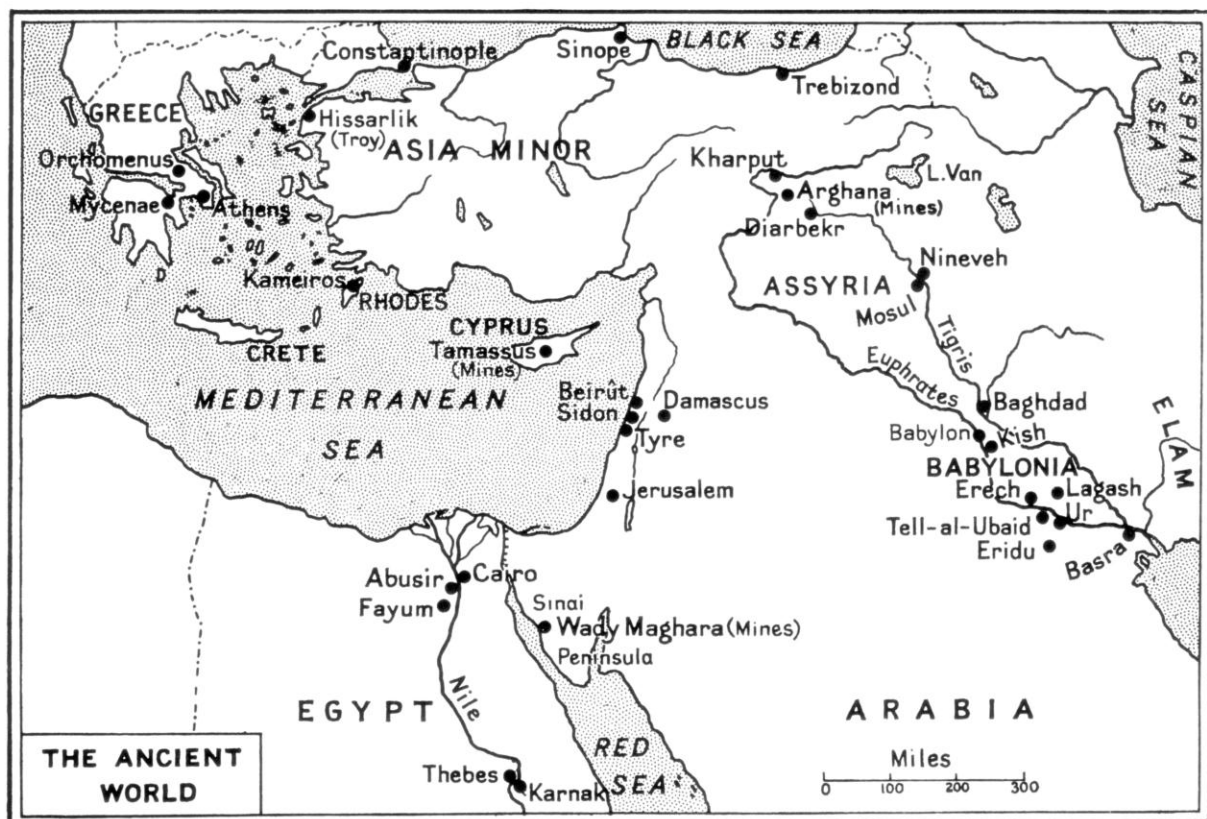 Constantinople
Sinope
BLACK SEA
Trebizond
CASPIAN
SEA
GREECE
Hissarlik
(Troy)
ASIA MINOR
Orchomenus
Kharput
L.Van
Arghana
(Mines)
Mycenae
Athens
Diarbekr
Nineveh
Kameiros
RHODES
ASSYRIA
Mosul
CYPRUS
Tigris
CRETE
Tamassus
(Mines)
Euphrates
MEDITERRANEAN
SEA
Beirût
Sidon
Damascus
Tyre
Baghdad
ELAM
Babylon
Kish
BABYLONIA
Jerusalem
Erech
Lagash
Ur
Tell-al-Ubaid
Eridu
Basra
Abusir
Cairo
Fayum
Sinai
Wady Maghara (Mines)
Peninsula
EGYPT
Nile
ARABIA
RED
SEA
Miles
0 100 200 300
THE ANCIENT
WORLD
Thebes
Karnak